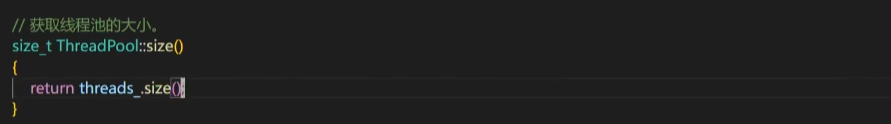 // 获取线程池的大小。
size_t ThreadPool::size()
{
return threads_.size();
}